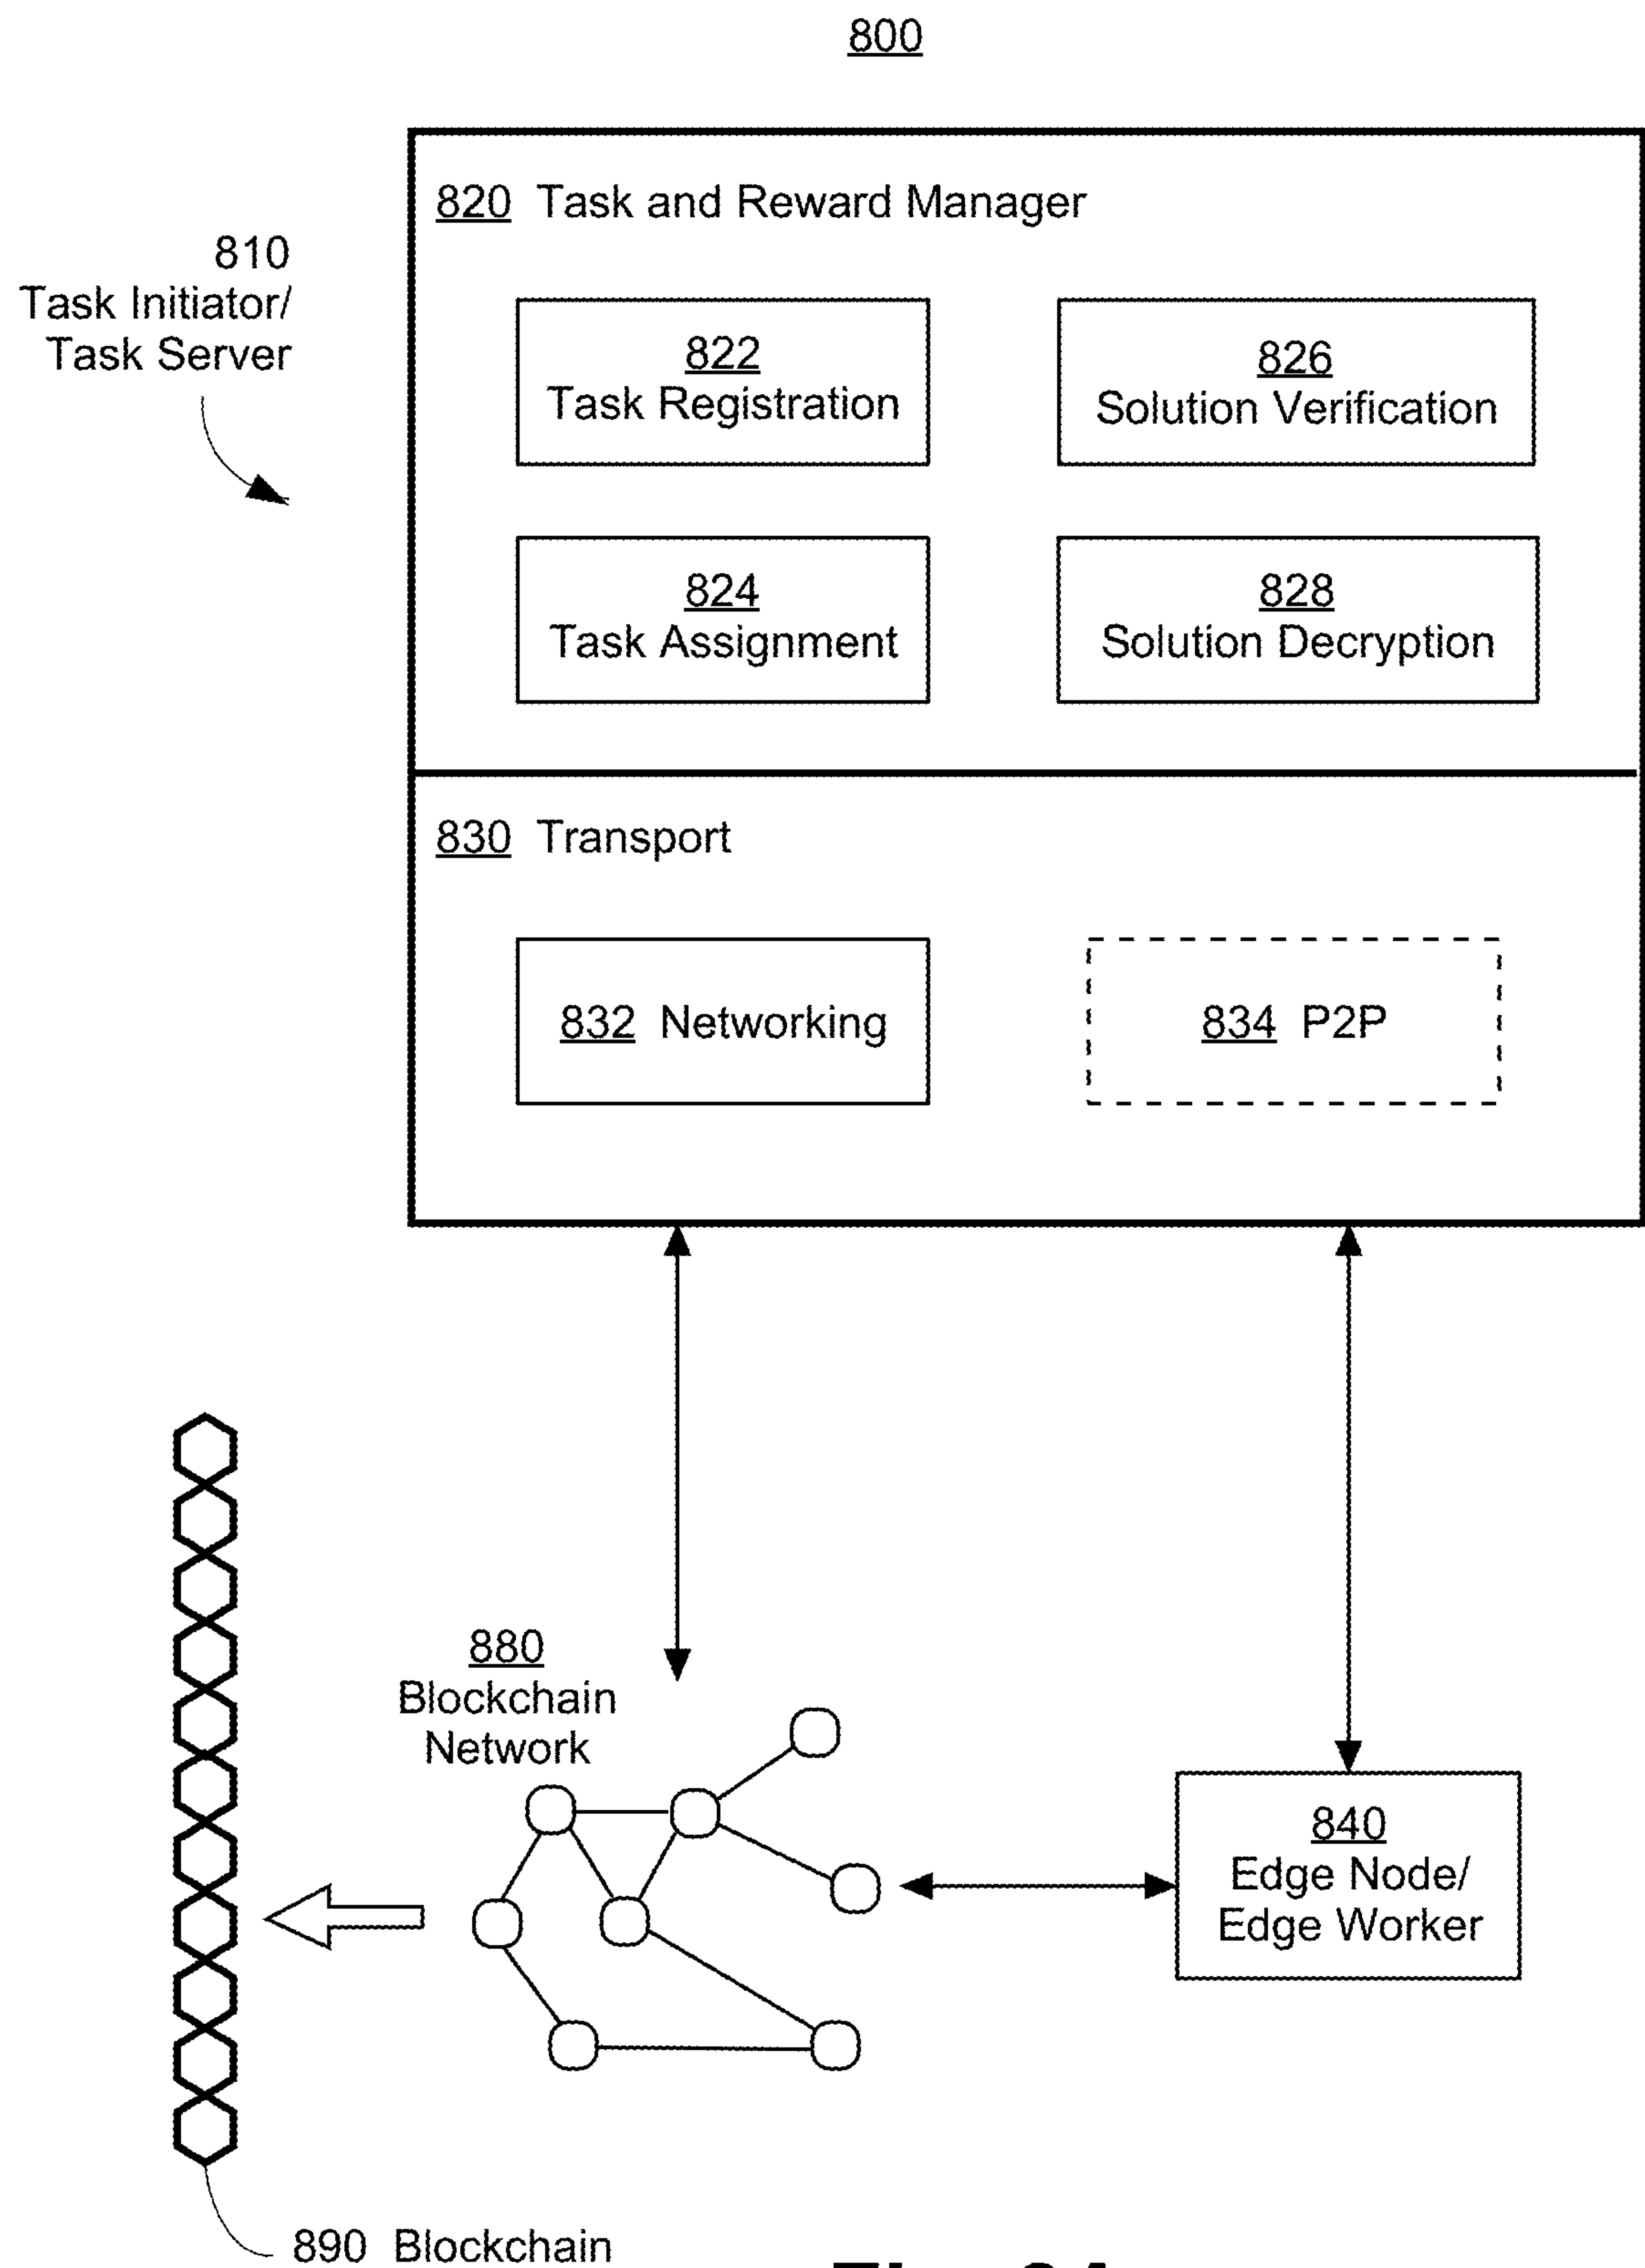 800
820 Task and Reward Manager
810
Task Initiator/
Task Server
822
Task Registration
826
Solution Verification
824
Task Assignment
828
Solution Decryption
830 Transport
832 Networking
834 P2P
880
Blockchain
Network
840
Edge Node/
Edge Worker
890 Blockchain